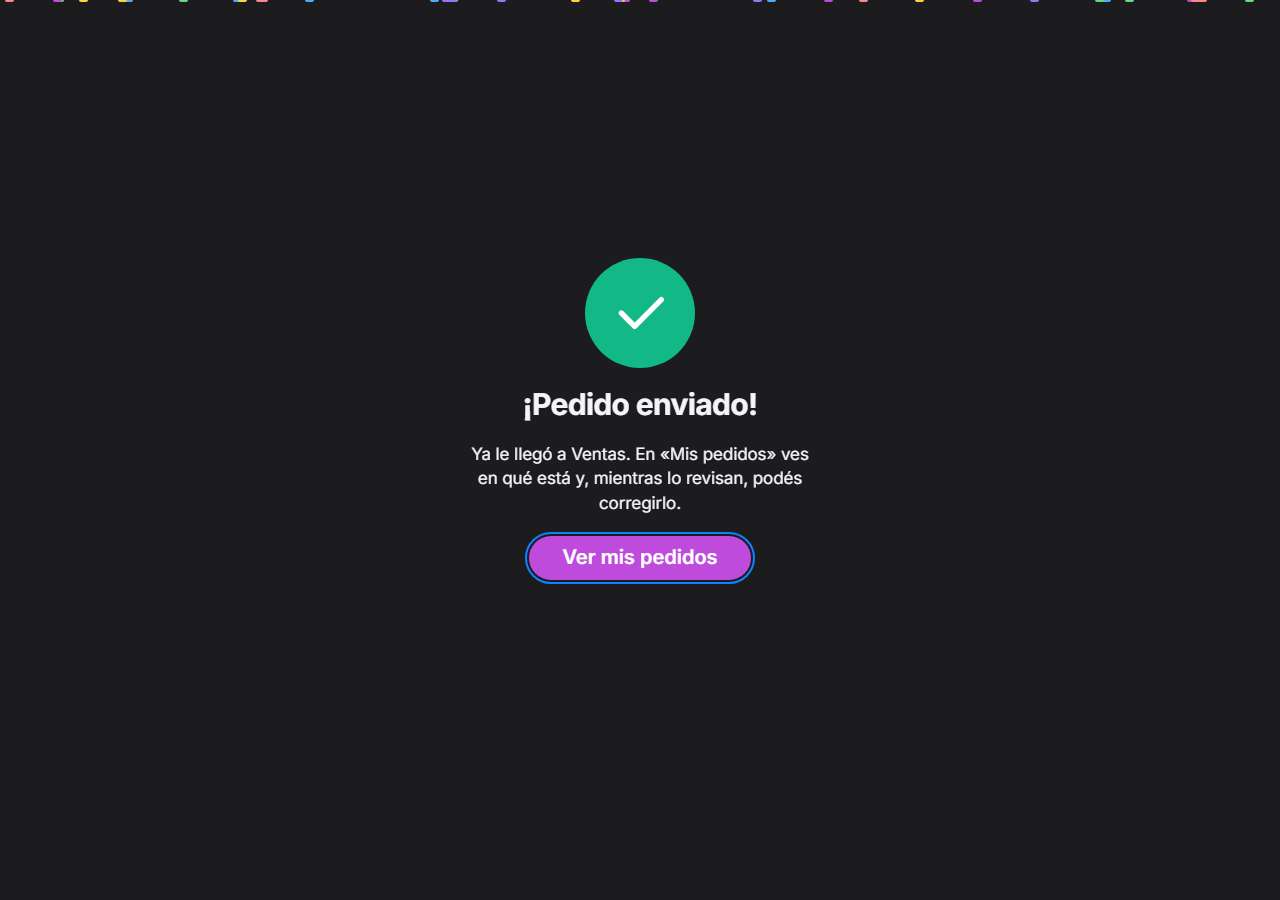 ¡Pedido enviado!
Ya le llegó a Ventas. En «Mis pedidos» ves
en qué está y, mientras lo revisan, podés
corregirlo.
Ver mis pedidos